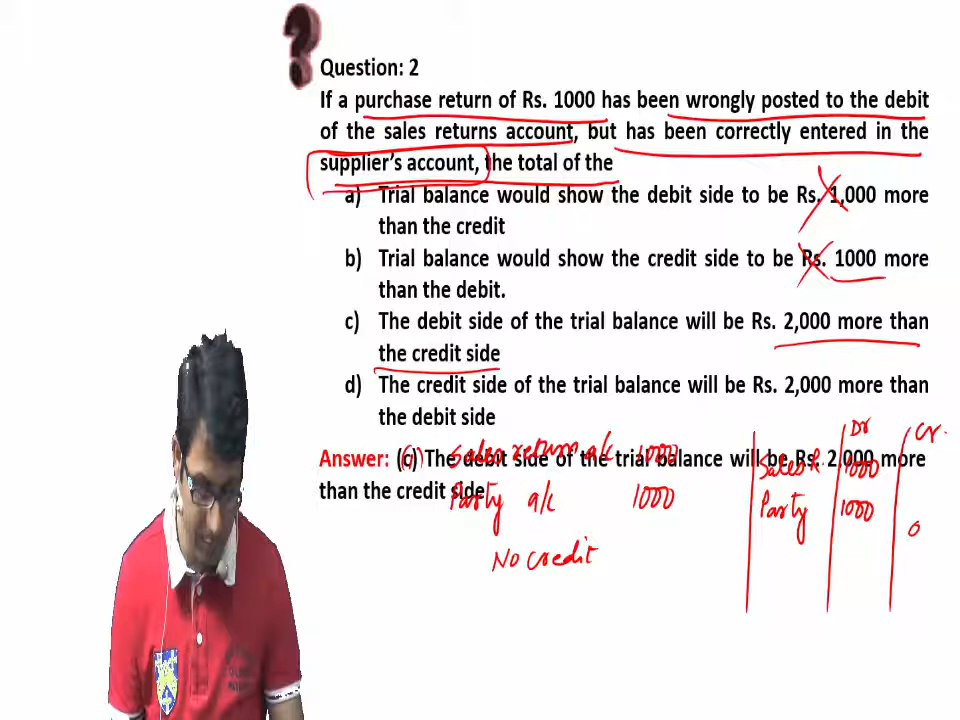 Question: 2
If a purchase return of Rs. 1000 has been wrongly posted to the debit
of the sales returns account, but has been correctly entered in the
supplier's account, the total of the
a) Trial balance would show the debit side to be Rs. 1,000 more
than the credit
b) Trial balance would show the credit side to be Rs. 1000 more
than the debit.
c) The debit side of the trial balance will be Rs. 2,000 more than
the credit side
d) The credit side of the trial balance will be Rs. 2,000 more than
the debit side
Answer: (c) The debit side of the trial balance will be Rs. 2,000 more
than the credit side
Sales return a/c 1000
Party a/c 1000
No credit
Dr Cr.
Sales R. 1000
Party 1000
0